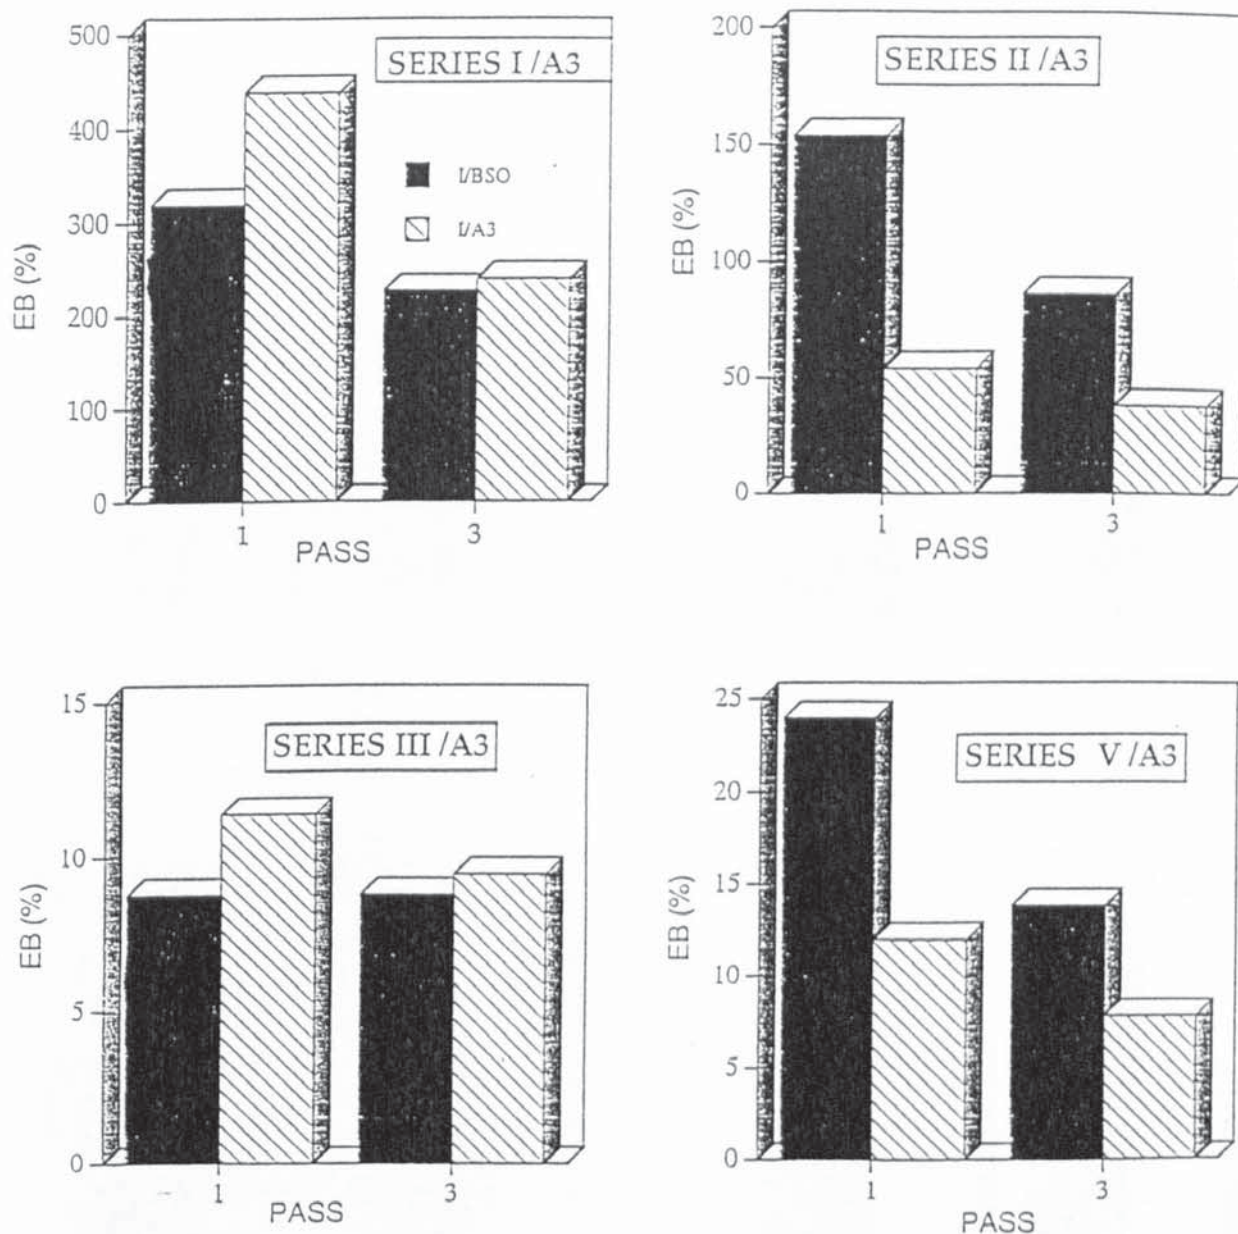 SERIES I /A3
500
400
300
200
100
0
EB (%)
I/BSO
I/A3
1
3
PASS
SERIES II /A3
200
150
100
50
0
EB (%)
1
3
PASS
SERIES III /A3
15
10
5
0
EB (%)
1
3
PASS
SERIES V /A3
25
20
15
10
5
0
EB (%)
1
3
PASS